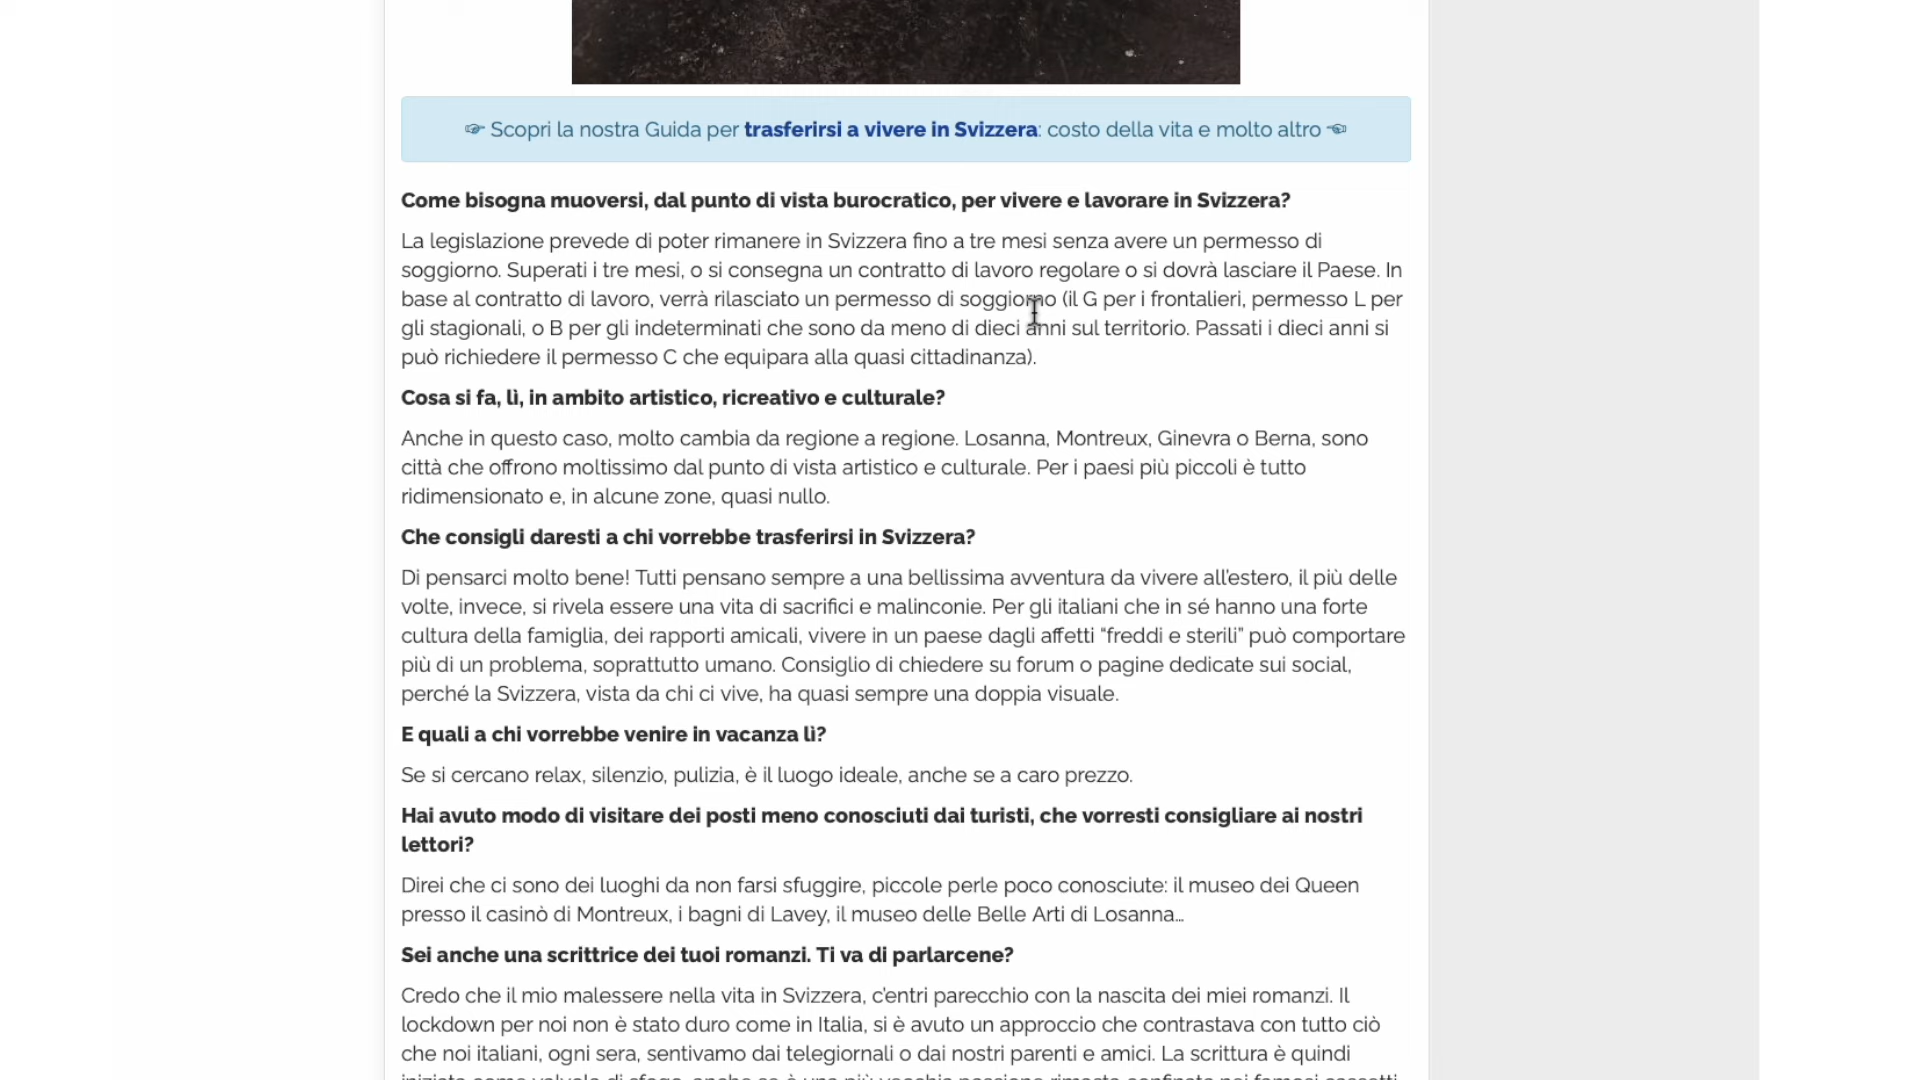 ☞ Scopri la nostra Guida per trasferirsi a vivere in Svizzera: costo della vita e molto altro ☜
Come bisogna muoversi, dal punto di vista burocratico, per vivere e lavorare in Svizzera?
La legislazione prevede di poter rimanere in Svizzera fino a tre mesi senza avere un permesso di
soggiorno. Superati i tre mesi, o si consegna un contratto di lavoro regolare o si dovrà lasciare il Paese. In
base al contratto di lavoro, verrà rilasciato un permesso di soggiorno (il G per i frontalieri, permesso L per
gli stagionali, o B per gli indeterminati che sono da meno di dieci anni sul territorio. Passati i dieci anni si
può richiedere il permesso C che equipara alla quasi cittadinanza).
Cosa si fa, lì, in ambito artistico, ricreativo e culturale?
Anche in questo caso, molto cambia da regione a regione. Losanna, Montreux, Ginevra o Berna, sono
città che offrono moltissimo dal punto di vista artistico e culturale. Per i paesi più piccoli è tutto
ridimensionato e, in alcune zone, quasi nullo.
Che consigli daresti a chi vorrebbe trasferirsi in Svizzera?
Di pensarci molto bene! Tutti pensano sempre a una bellissima avventura da vivere all'estero, il più delle
volte, invece, si rivela essere una vita di sacrifici e malinconie. Per gli italiani che in sé hanno una forte
cultura della famiglia, dei rapporti amicali, vivere in un paese dagli affetti “freddi e sterili” può comportare
più di un problema, soprattutto umano. Consiglio di chiedere su forum o pagine dedicate sui social,
perché la Svizzera, vista da chi ci vive, ha quasi sempre una doppia visuale.
E quali a chi vorrebbe venire in vacanza lì?
Se si cercano relax, silenzio, pulizia, è il luogo ideale, anche se a caro prezzo.
Hai avuto modo di visitare dei posti meno conosciuti dai turisti, che vorresti consigliare ai nostri
lettori?
Direi che ci sono dei luoghi da non farsi sfuggire, piccole perle poco conosciute: il museo dei Queen
presso il casinò di Montreux, i bagni di Lavey, il museo delle Belle Arti di Losanna…
Sei anche una scrittrice dei tuoi romanzi. Ti va di parlarcene?
Credo che il mio malessere nella vita in Svizzera, c'entri parecchio con la nascita dei miei romanzi. Il
lockdown per noi non è stato duro come in Italia, si è avuto un approccio che contrastava con tutto ciò
che noi italiani, ogni sera, sentivamo dai telegiornali o dai nostri parenti e amici. La scrittura è quindi